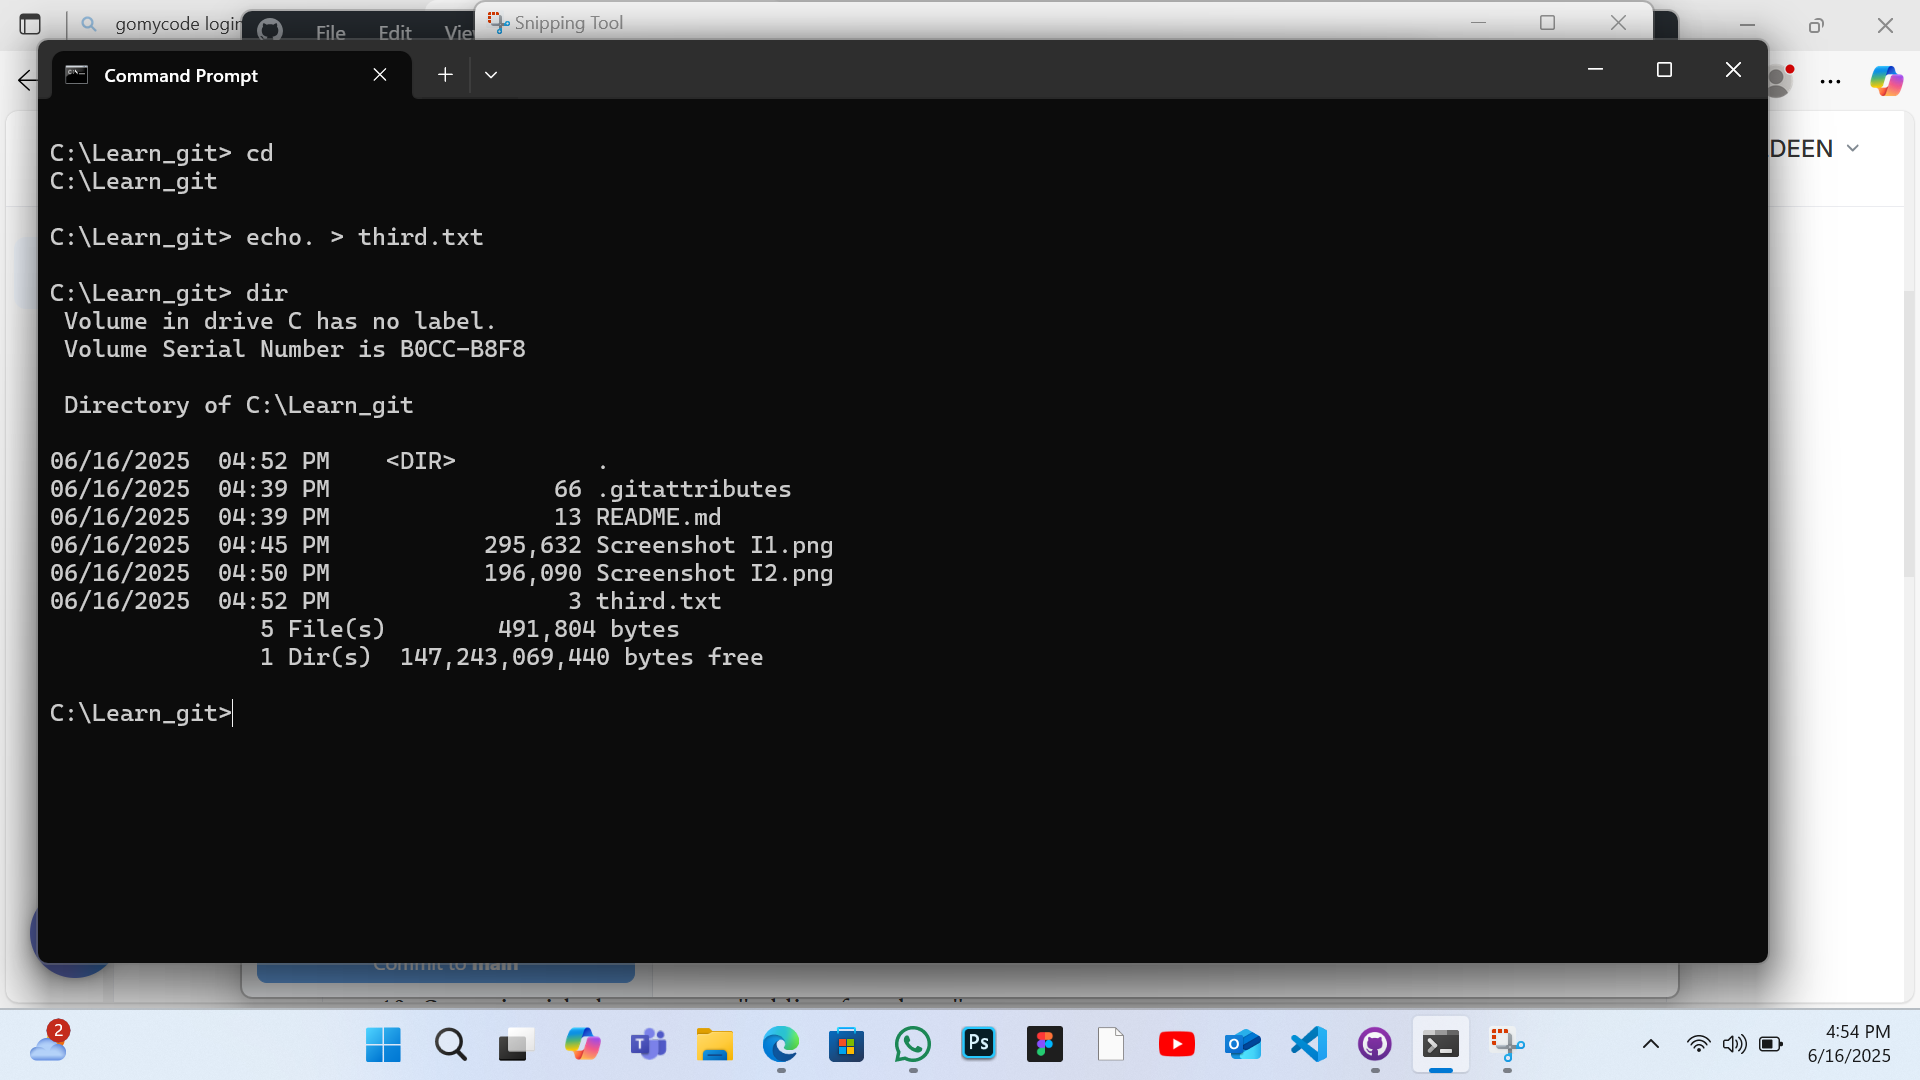 gomycode login
File Edit View
Snipping Tool
Command Prompt
DEEN
C:\Learn_git> cd
C:\Learn_git
C:\Learn_git> echo. > third.txt
C:\Learn_git> dir
Volume in drive C has no label.
Volume Serial Number is B0CC-B8F8
Directory of C:\Learn_git
06/16/2025 04:52 PM <DIR> .
06/16/2025 04:39 PM 66 .gitattributes
06/16/2025 04:39 PM 13 README.md
06/16/2025 04:45 PM 295,632 Screenshot I1.png
06/16/2025 04:50 PM 196,090 Screenshot I2.png
06/16/2025 04:52 PM 3 third.txt
5 File(s) 491,804 bytes
1 Dir(s) 147,243,069,440 bytes free
C:\Learn_git>
Commit to main
2
Ps
4:54 PM
6/16/2025